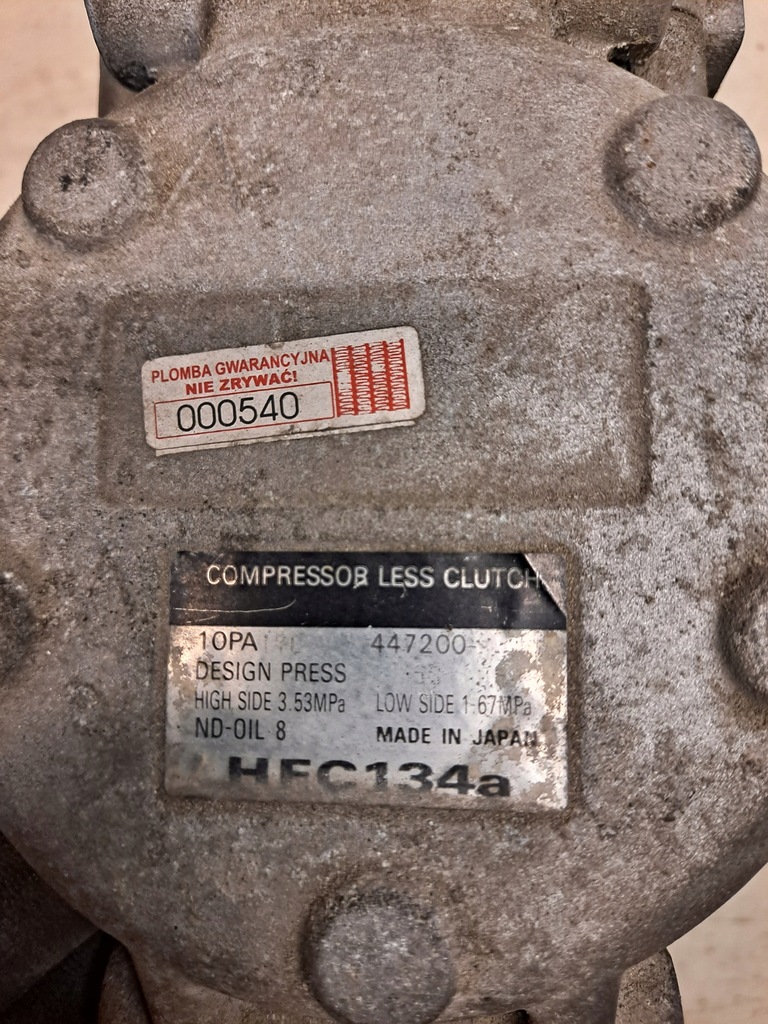 PLOMBA GWARANCYJNA
NIE ZRYWAĆ!
000540
COMPRESSOR LESS CLUTCH
10PA 447200-
DESIGN PRESS
HIGH SIDE 3.53MPa LOW SIDE 1.67MPa
ND-OIL 8 MADE IN JAPAN
HFC134a